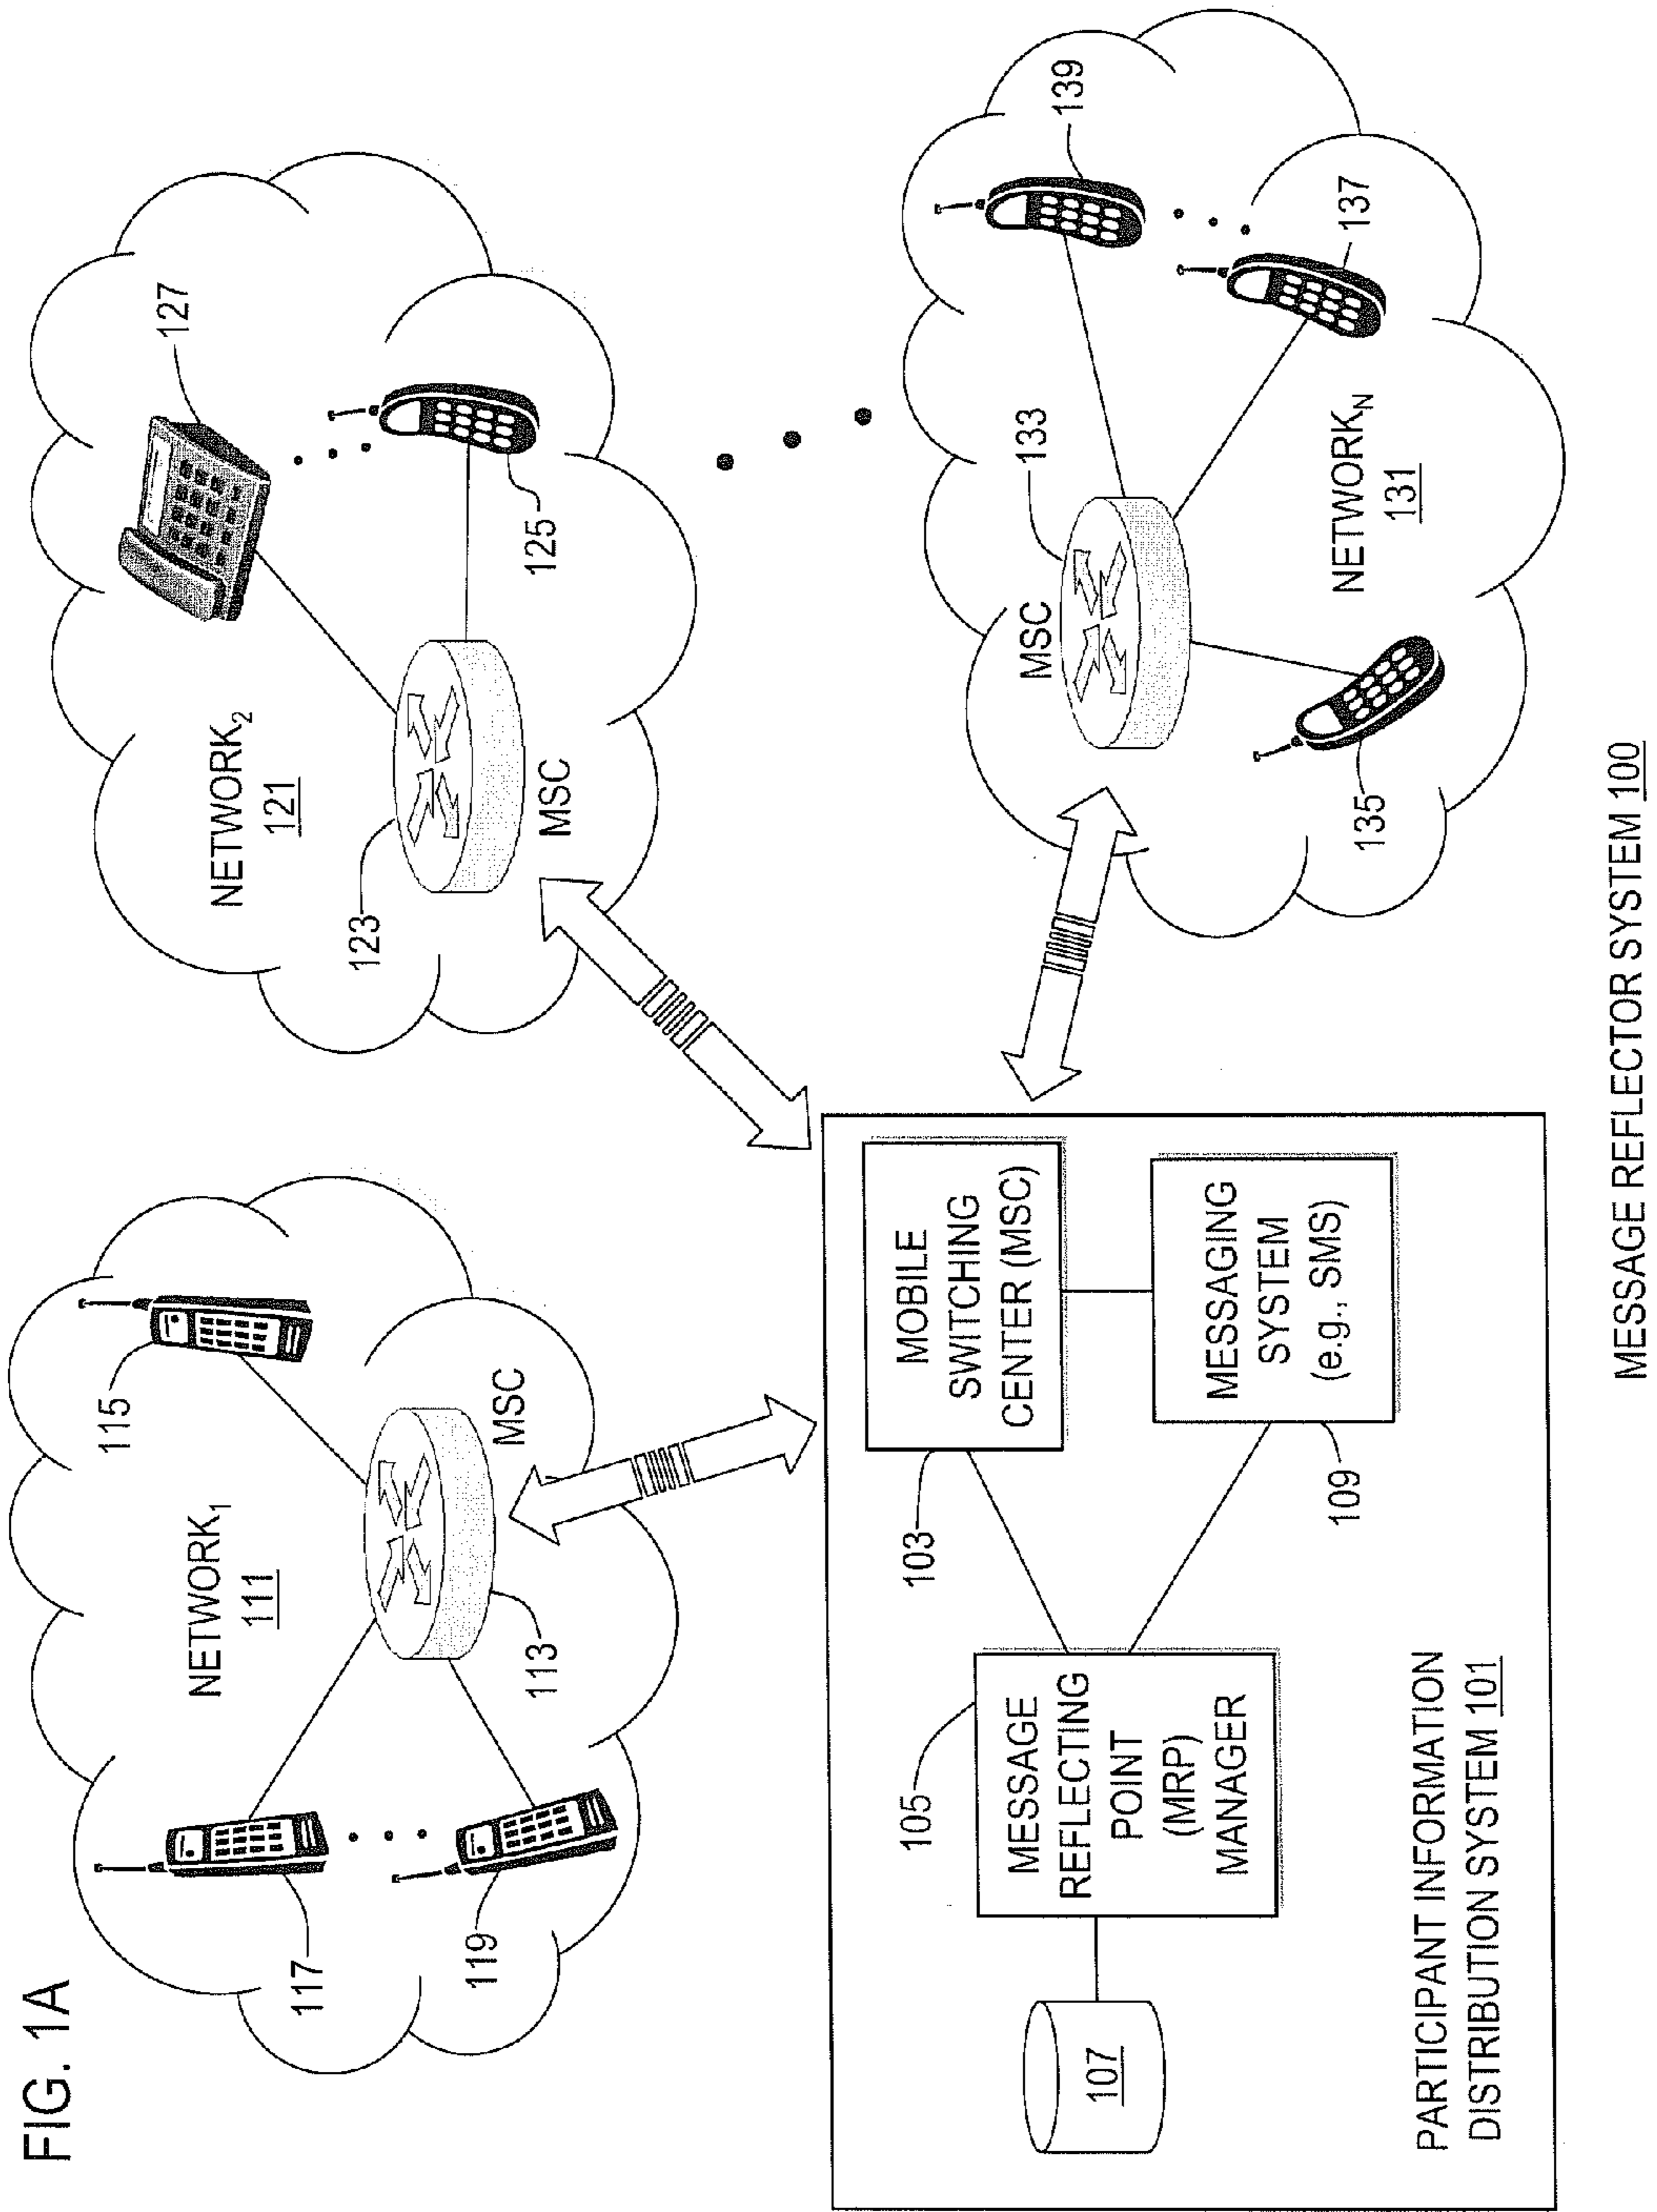 FIG. 1A
NETWORK₁
111
115
117
119
113
MSC
NETWORK₂
121
127
125
123
MSC
139
137
135
133
MSC
NETWORK_N
131
103
MOBILE
SWITCHING
CENTER (MSC)
105
MESSAGE
REFLECTING
POINT
(MRP)
MANAGER
107
MESSAGING
SYSTEM
(e.g., SMS)
109
PARTICIPANT INFORMATION
DISTRIBUTION SYSTEM 101
MESSAGE REFLECTOR SYSTEM 100